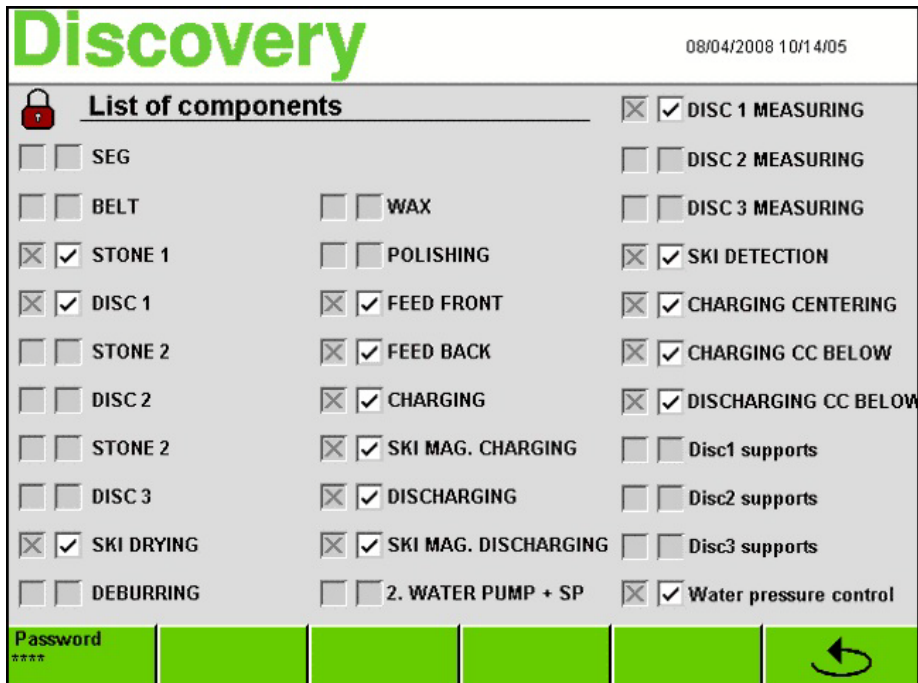 Discovery
08/04/2008 10/14/05
List of components
SEG
BELT
STONE 1
DISC 1
STONE 2
DISC 2
STONE 2
DISC 3
SKI DRYING
DEBURRING
WAX
POLISHING
FEED FRONT
FEED BACK
CHARGING
SKI MAG. CHARGING
DISCHARGING
SKI MAG. DISCHARGING
2. WATER PUMP + SP
DISC 1 MEASURING
DISC 2 MEASURING
DISC 3 MEASURING
SKI DETECTION
CHARGING CENTERING
CHARGING CC BELOW
DISCHARGING CC BELOW
Disc1 supports
Disc2 supports
Disc3 supports
Water pressure control
Password
****